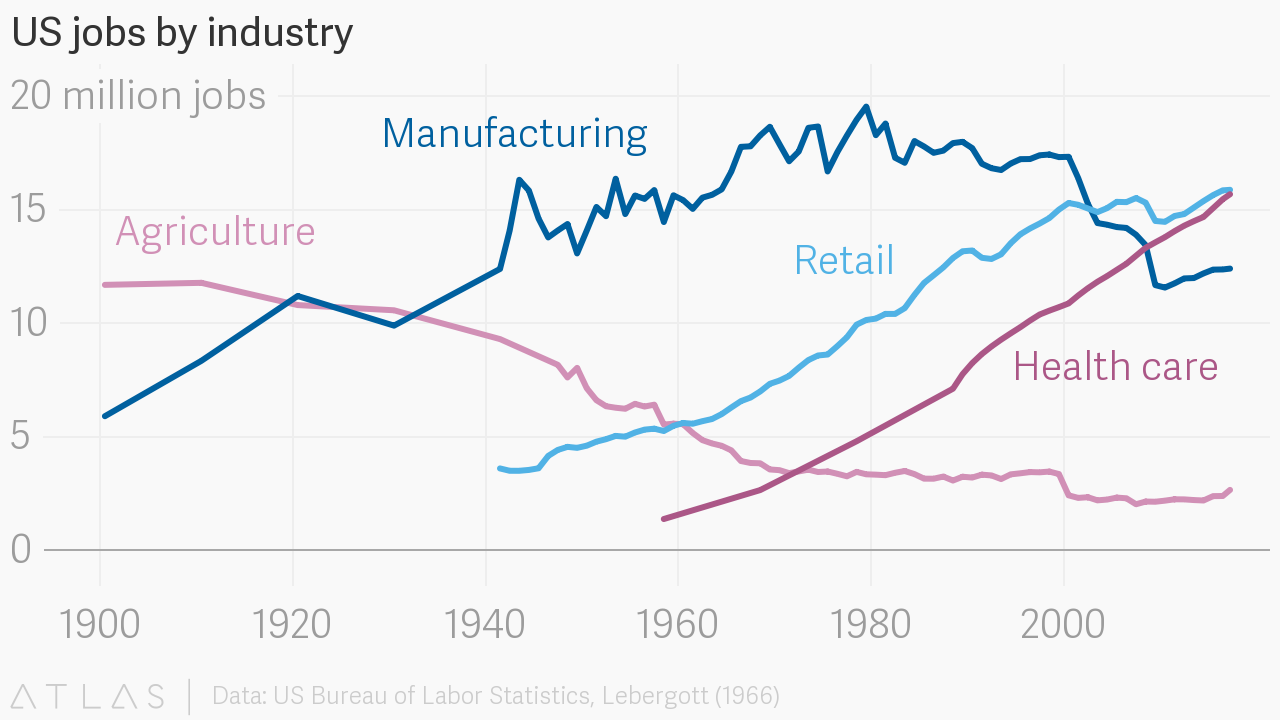 US jobs by industry
20 million jobs
Manufacturing
15
Agriculture
Retail
10
Health care
5
0
1900 1920 1940 1960 1980 2000
ATLAS | Data: US Bureau of Labor Statistics, Lebergott (1966)